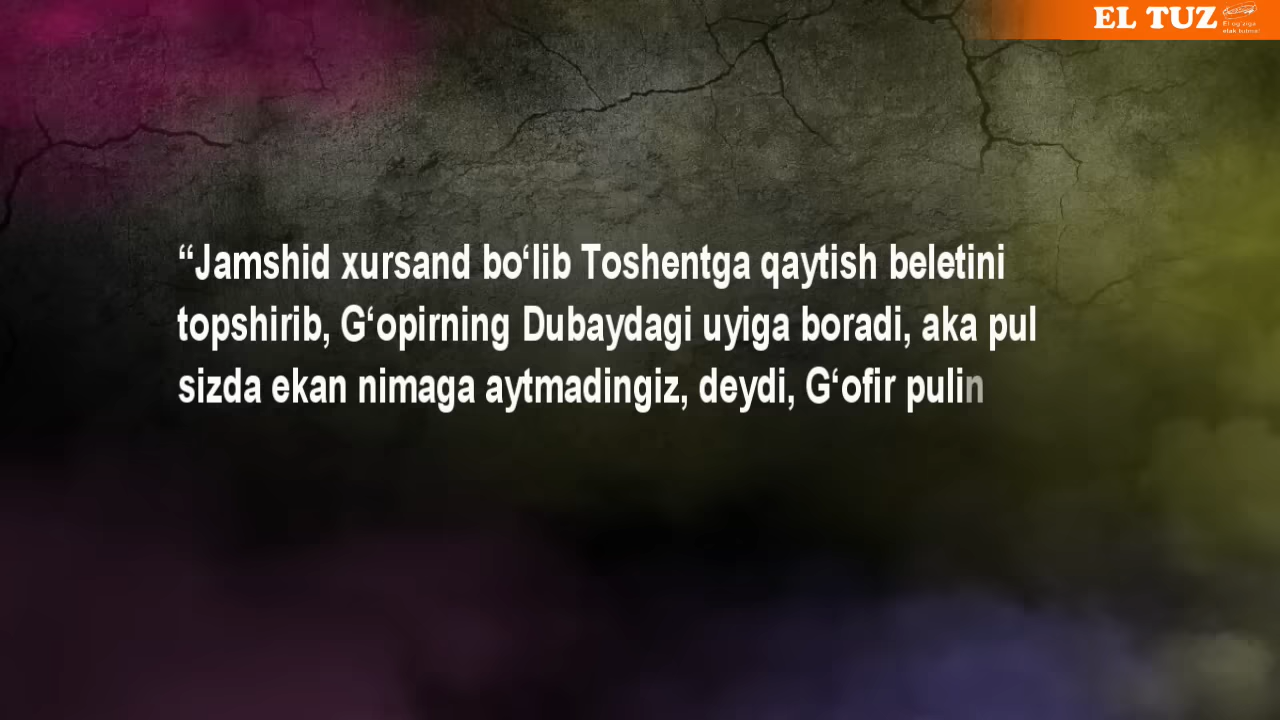 EL TUZ
“Jamshid xursand bo‘lib Toshentga qaytish beletini
topshirib, G‘opirning Dubaydagi uyiga boradi, aka pul
sizda ekan nimaga aytmadingiz, deydi, G‘ofir pulin